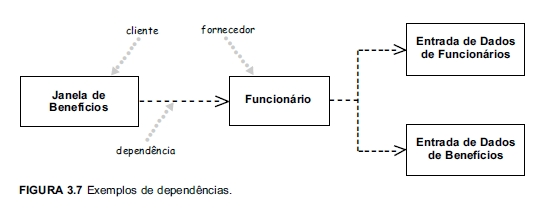 cliente
fornecedor
Entrada de Dados
de Funcionários
Janela de
Benefícios
Funcionário
dependência
Entrada de Dados
de Benefícios
FIGURA 3.7 Exemplos de dependências.